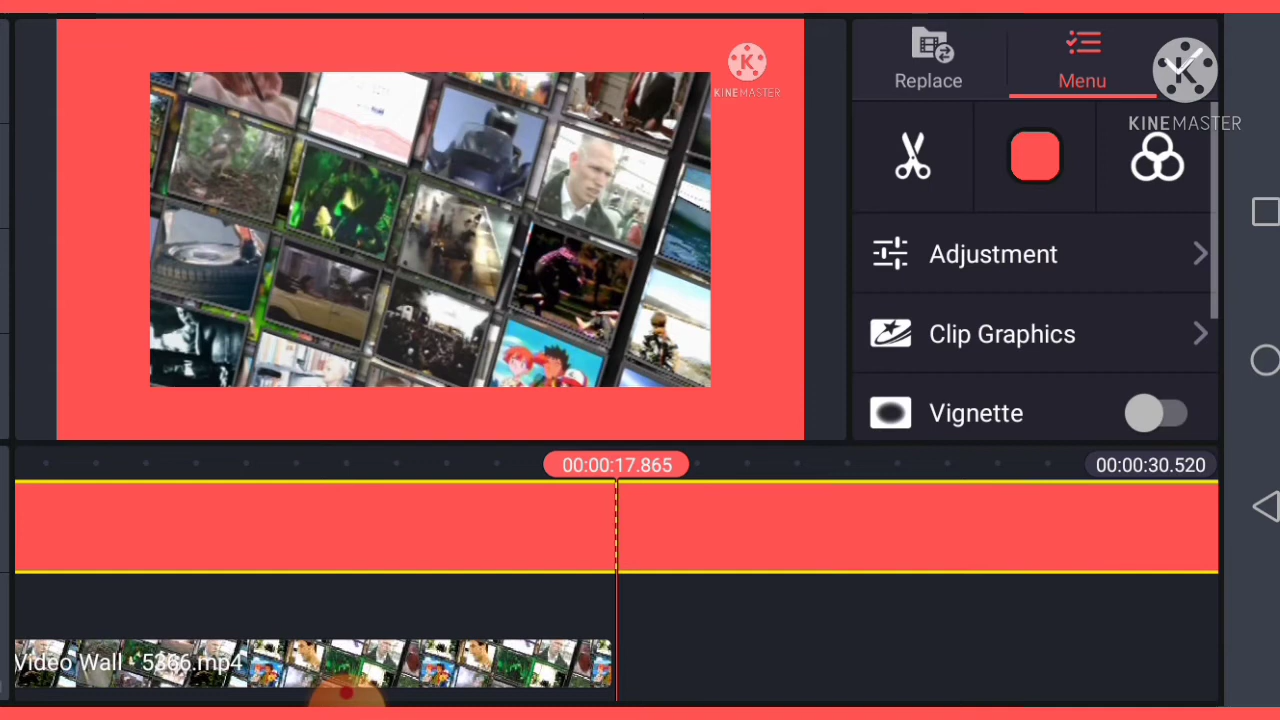 KINEMASTER
Replace
Menu
KINEMASTER
Adjustment
Clip Graphics
Vignette
00:00:17.865
00:00:30.520
Video Wall - 5366.mp4